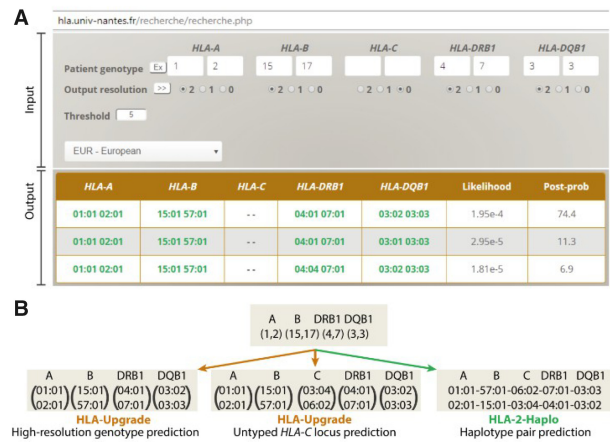 A
hla.univ-nantes.fr/recherche/recherche.php
Input
HLA-A HLA-B HLA-C HLA-DRB1 HLA-DQB1
Patient genotype Ex 1 2 15 17 4 7 3 3
Output resolution >> 2 1 0 2 1 0 2 1 0 2 1 0 2 1 0
Threshold 5
EUR - European
Output
HLA-A HLA-B HLA-C HLA-DRB1 HLA-DQB1 Likelihood Post-prob
01:01 02:01 15:01 57:01 - - 04:01 07:01 03:02 03:03 1.95e-4 74.4
01:01 02:01 15:01 57:01 - - 04:01 07:01 03:01 03:03 2.95e-5 11.3
01:01 02:01 15:01 57:01 - - 04:04 07:01 03:02 03:03 1.81e-5 6.9
B
A B DRB1 DQB1
(1,2) (15,17) (4,7) (3,3)
A B DRB1 DQB1
(01:01) (15:01) (04:01) (03:02)
(02:01) (57:01) (07:01) (03:03)
HLA-Upgrade
High-resolution genotype prediction
A B C DRB1 DQB1
(01:01) (15:01) (03:04) (04:01) (03:02)
(02:01) (57:01) (06:02) (07:01) (03:03)
HLA-Upgrade
Untyped HLA-C locus prediction
A B C DRB1 DQB1
01:01-57:01-06:02-07:01-03:03
02:01-15:01-03:04-04:01-03:02
HLA-2-Haplo
Haplotype pair prediction